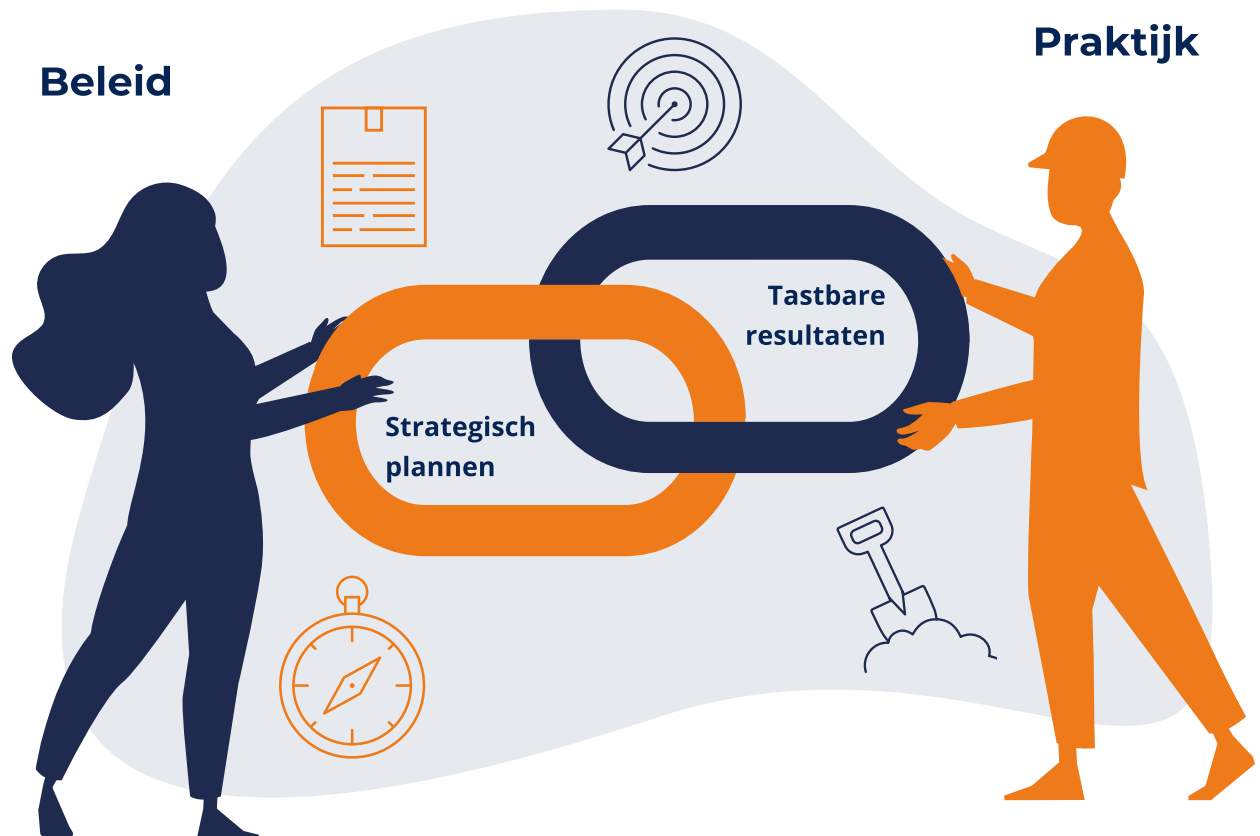 Beleid
Praktijk
Strategisch
plannen
Tastbare
resultaten